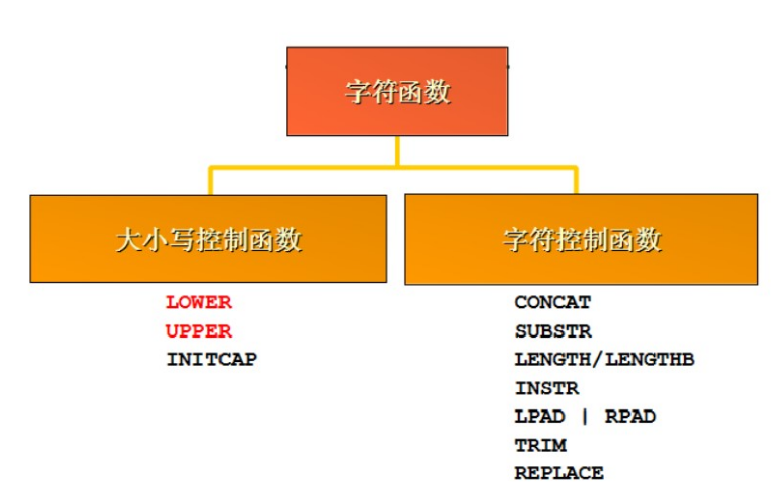 字符函数
大小写控制函数
LOWER
UPPER
INITCAP
字符控制函数
CONCAT
SUBSTR
LENGTH/LENGTHB
INSTR
LPAD | RPAD
TRIM
REPLACE